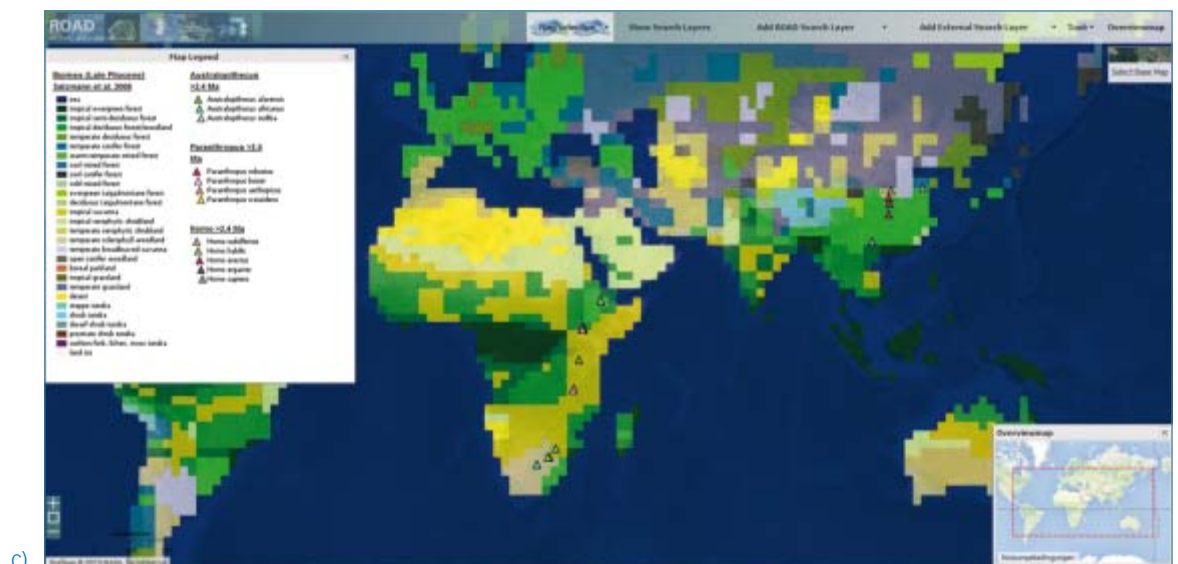 ROAD
Map Selection
Show Search Layers
Add ROAD Search Layer
Add External Search Layer
Tools
Overviewmap
Select Base Map
Map Legend
Biomes (Late Pliocene)
Salzmann et al. 2008
sea
tropical evergreen forest
tropical semi-deciduous forest
tropical deciduous forest/woodland
temperate deciduous forest
temperate conifer forest
warm-temperate mixed forest
cool mixed forest
cool conifer forest
cold mixed forest
evergreen taiga/montane forest
deciduous taiga/montane forest
tropical savanna
tropical xerophytic shrubland
temperate xerophytic shrubland
temperate sclerophyll woodland
temperate broadleaved savanna
open conifer woodland
boreal parkland
tropical grassland
temperate grassland
desert
steppe tundra
shrub tundra
dwarf shrub tundra
prostrate shrub tundra
land ice
Australopithecus
>2.4 Ma
Australopithecus afarensis
Australopithecus africanus
Australopithecus sediba
Paranthropus >2.4
Ma
Paranthropus robustus
Paranthropus boisei
Paranthropus aethiopicus
Homo >2.4 Ma
Homo rudolfensis
Homo habilis
Homo erectus
Homo ergaster
Homo sapiens
Overviewmap
Nutzungsbedingungen
c)